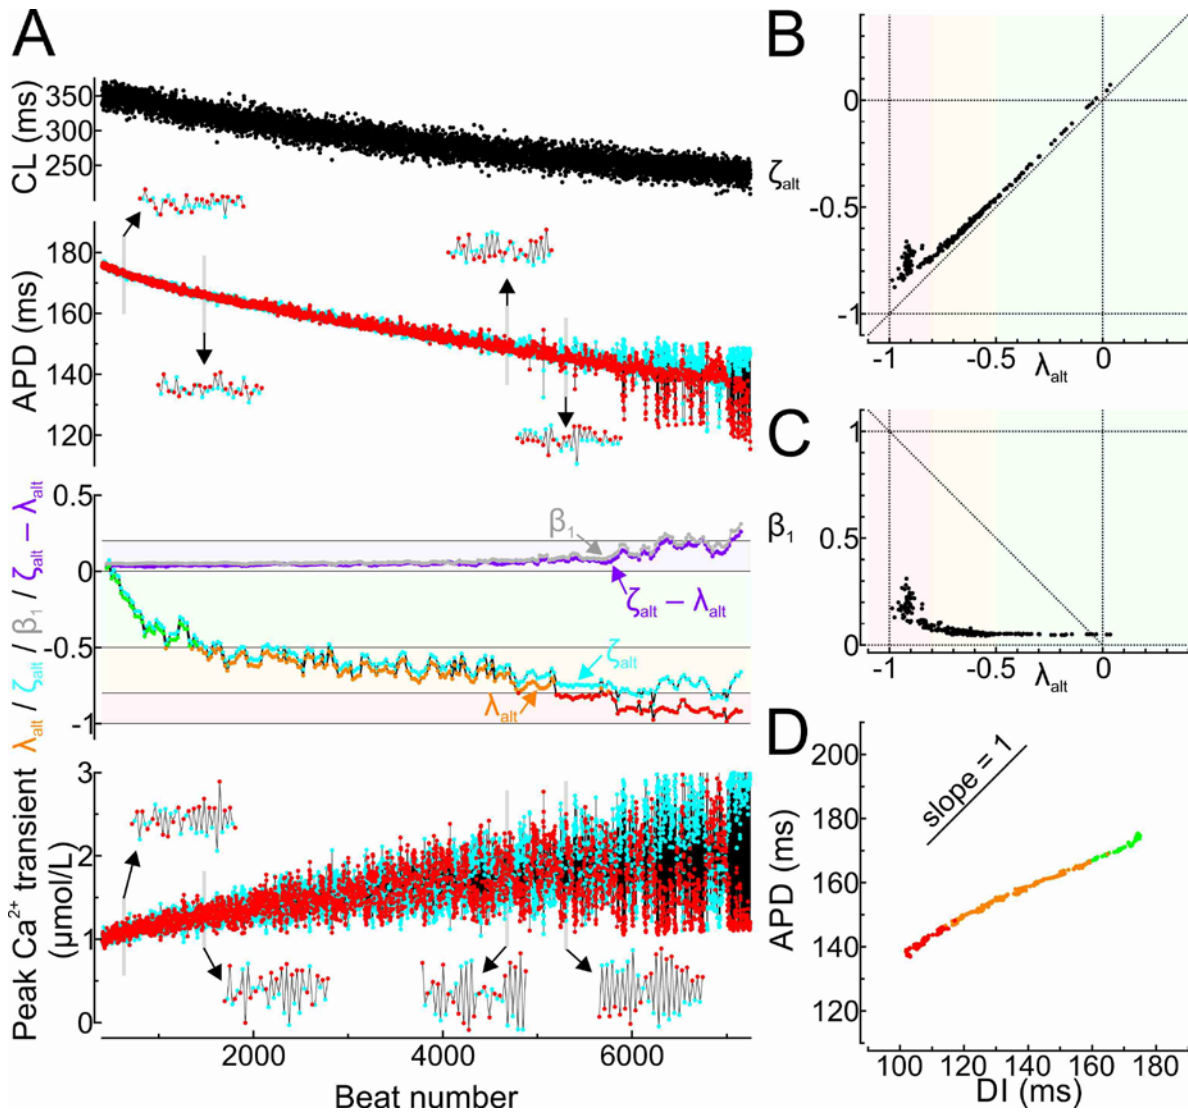 A
CL (ms)
350
300
250
APD (ms)
180
160
140
120
λalt / ζalt / β1 / ζalt – λalt
0.5
0
-0.5
-1
β1
ζalt – λalt
ζalt
λalt
Peak Ca2+ transient
(µmol/L)
3
2
1
0
2000
4000
6000
Beat number
B
ζalt
0
-0.5
-1
-1
-0.5
0
λalt
C
β1
1
0.5
0
-1
-0.5
0
λalt
D
slope = 1
APD (ms)
200
180
160
140
120
100
120
140
160
180
DI (ms)